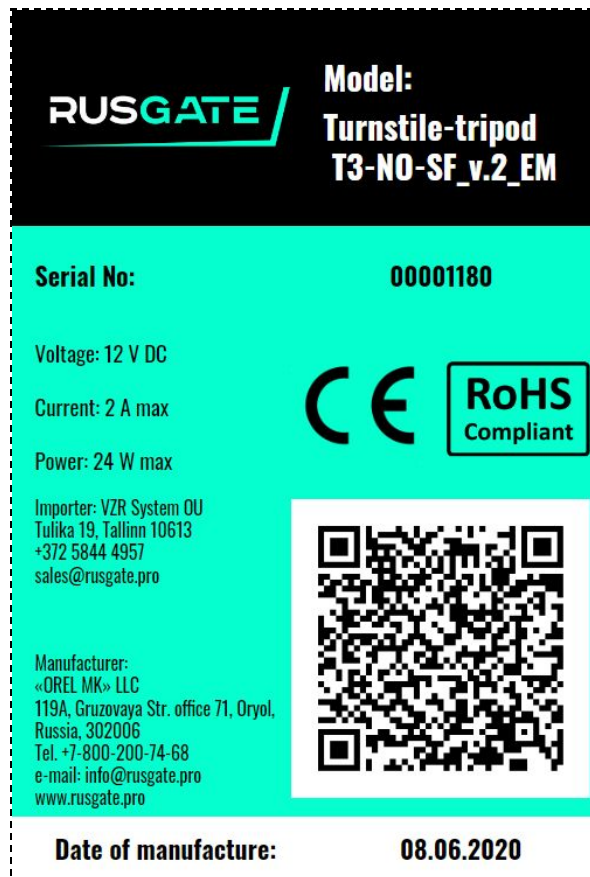 RUSGATE
Model:
Turnstile-tripod
T3-NO-SF_v.2_EM
Serial No: 00001180
Voltage: 12 V DC
Current: 2 A max
Power: 24 W max
CE
RoHS
Compliant
Importer: VZR System OU
Tulika 19, Tallinn 10613
+372 5844 4957
sales@rusgate.pro
Manufacturer:
«OREL MK» LLC
119A, Gruzovaya Str. office 71, Oryol,
Russia, 302006
Tel. +7-800-200-74-68
e-mail: info@rusgate.pro
www.rusgate.pro
Date of manufacture: 08.06.2020